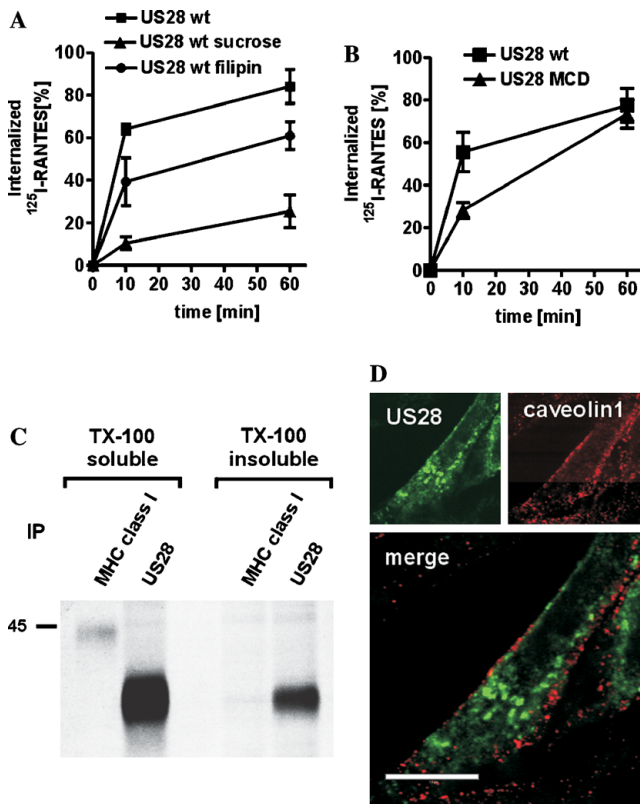 A
US28 wt
US28 wt sucrose
US28 wt filipin
Internalized
¹²⁵I-RANTES[%]
100
80
60
40
20
0
0 10 20 30 40 50 60
time [min]
B
US28 wt
US28 MCD
Internalized
¹²⁵I-RANTES [%]
100
80
60
40
20
0
0 10 20 30 40 50 60
time [min]
C
TX-100
soluble
TX-100
insoluble
IP
MHC class I
US28
MHC class I
US28
45
D
US28
caveolin1
merge